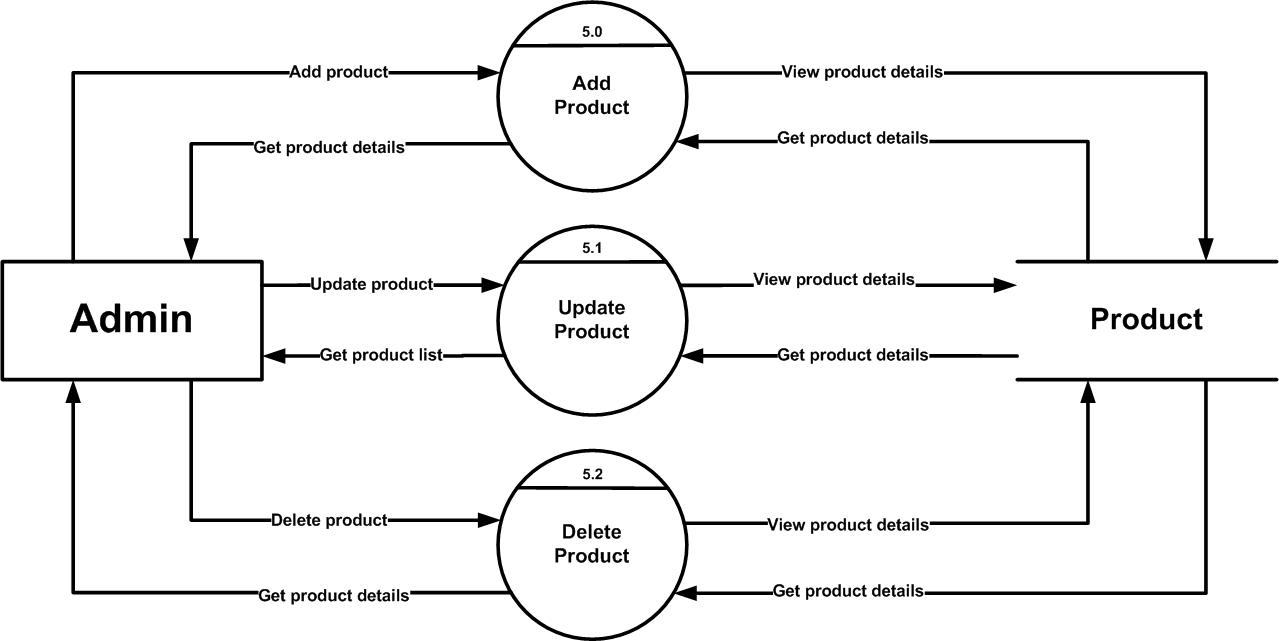 5.0
Add product
Add
Product
View product details
Get product details
Get product details
5.1
Update product
View product details
Admin
Update
Product
Product
Get product list
Get product details
5.2
Delete product
Delete
Product
View product details
Get product details
Get product details